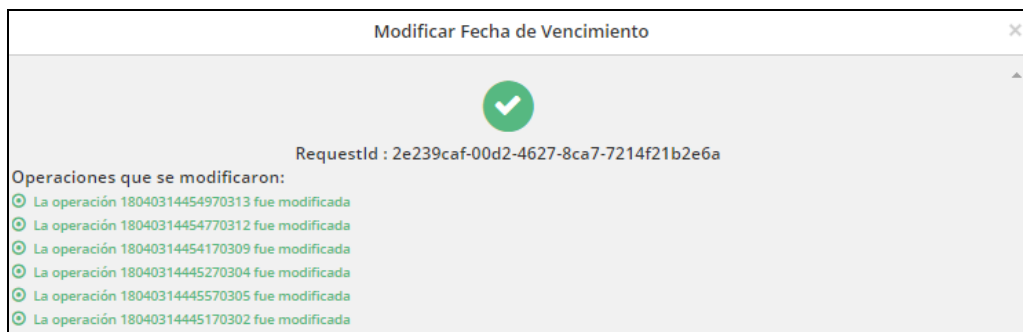 Modificar Fecha de Vencimiento
RequestId : 2e239caf-00d2-4627-8ca7-7214f21b2e6a
Operaciones que se modificaron:
La operación 18040314454970313 fue modificada
La operación 18040314454770312 fue modificada
La operación 18040314454170309 fue modificada
La operación 18040314445270304 fue modificada
La operación 18040314445570305 fue modificada
La operación 18040314445170302 fue modificada